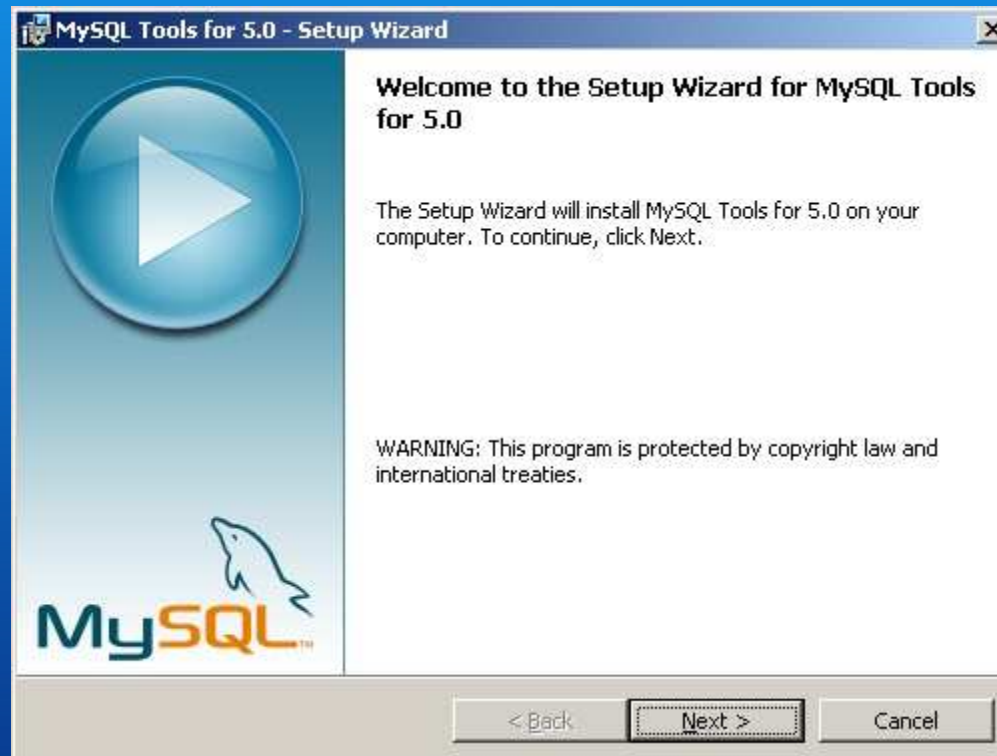 MySQL Tools for 5.0 - Setup Wizard
Welcome to the Setup Wizard for MySQL Tools
for 5.0
The Setup Wizard will install MySQL Tools for 5.0 on your
computer. To continue, click Next.
WARNING: This program is protected by copyright law and
international treaties.
MySQL™
< Back
Next >
Cancel